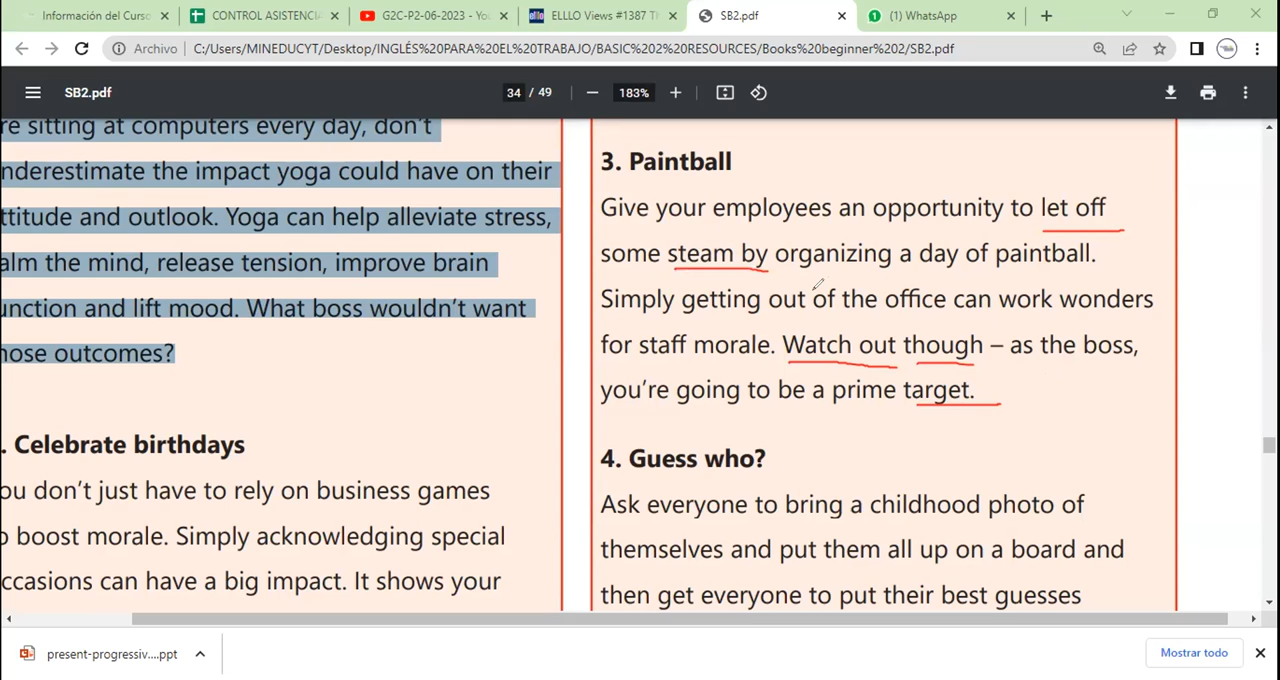 Información del Curso
CONTROL ASISTENCIA
G2C-P2-06-2023 - You
ELLLO Views #1387 Th
SB2.pdf
(1) WhatsApp
Archivo
C:/Users/MINEDUCYT/Desktop/INGLÉS%20PARA%20EL%20TRABAJO/BASIC%202%20RESOURCES/Books%20beginner%202/SB2.pdf
SB2.pdf
34 / 49
183%
re sitting at computers every day, don't
nderestimate the impact yoga could have on their
ttitude and outlook. Yoga can help alleviate stress,
alm the mind, release tension, improve brain
unction and lift mood. What boss wouldn't want
hose outcomes?
. Celebrate birthdays
ou don't just have to rely on business games
o boost morale. Simply acknowledging special
ccasions can have a big impact. It shows your
3. Paintball
Give your employees an opportunity to let off
some steam by organizing a day of paintball.
Simply getting out of the office can work wonders
for staff morale. Watch out though – as the boss,
you're going to be a prime target.
4. Guess who?
Ask everyone to bring a childhood photo of
themselves and put them all up on a board and
then get everyone to put their best guesses
present-progressiv....ppt
Mostrar todo